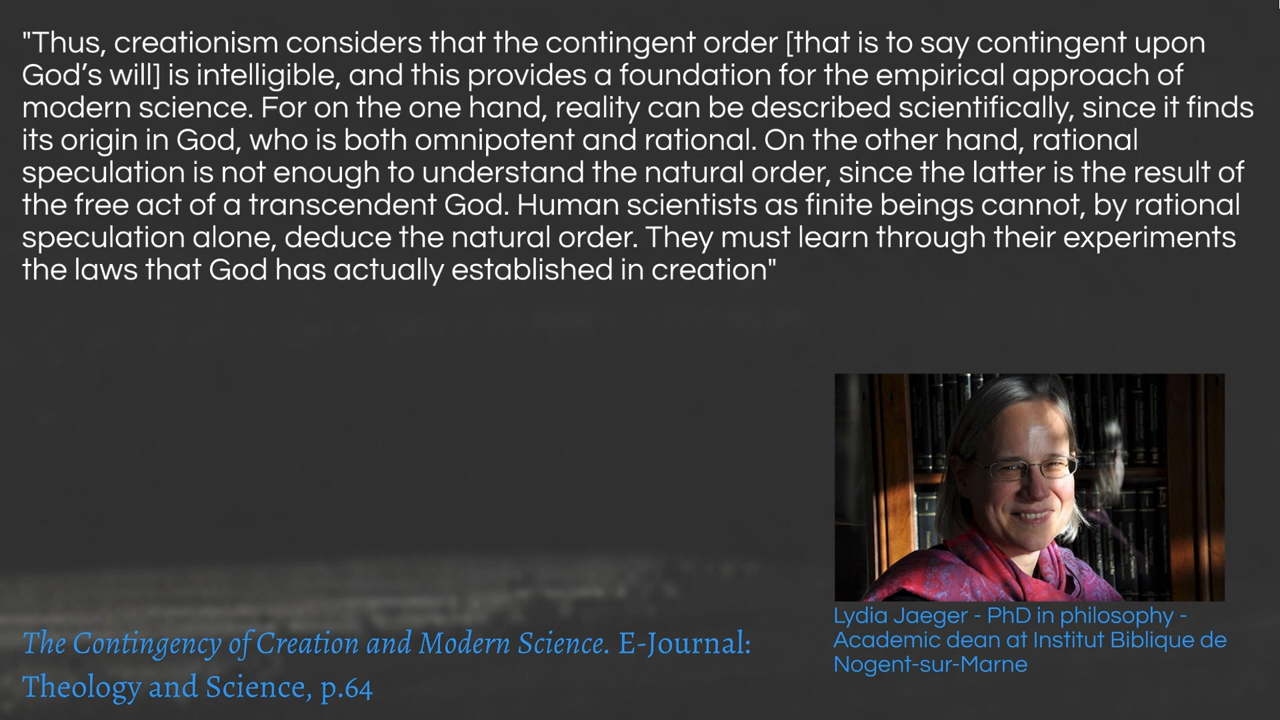 "Thus, creationism considers that the contingent order [that is to say contingent upon
God’s will] is intelligible, and this provides a foundation for the empirical approach of
modern science. For on the one hand, reality can be described scientifically, since it finds
its origin in God, who is both omnipotent and rational. On the other hand, rational
speculation is not enough to understand the natural order, since the latter is the result of
the free act of a transcendent God. Human scientists as finite beings cannot, by rational
speculation alone, deduce the natural order. They must learn through their experiments
the laws that God has actually established in creation"
The Contingency of Creation and Modern Science. E-Journal:
Theology and Science, p.64
Lydia Jaeger - PhD in philosophy -
Academic dean at Institut Biblique de
Nogent-sur-Marne